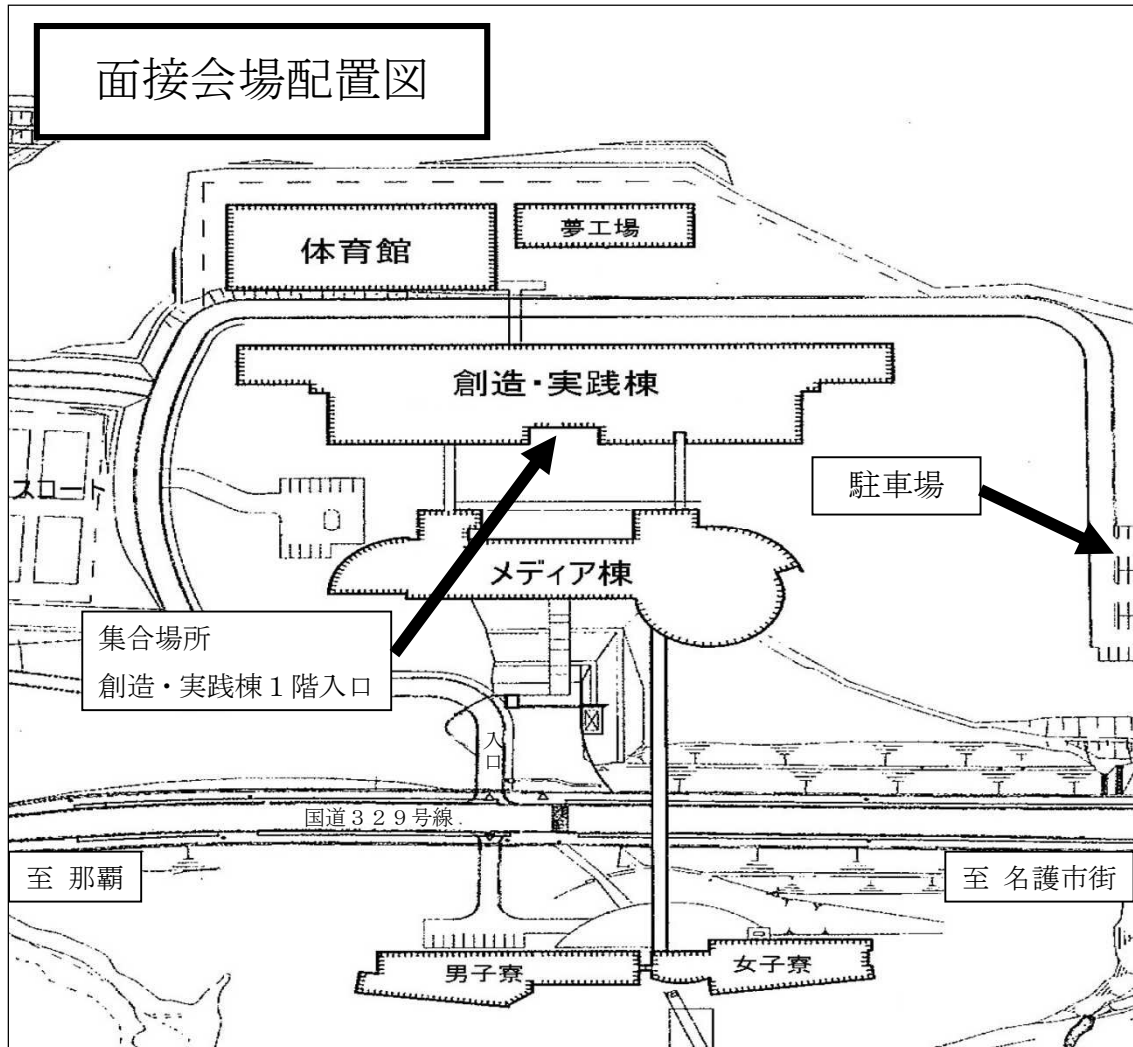 面接会場配置図
体育館
夢工場
創造・実践棟
スロート
駐車場
メディア棟
集合場所
創造・実践棟１階入口
入口
国道３２９号線
至 那覇
至 名護市街
男子寮
女子寮